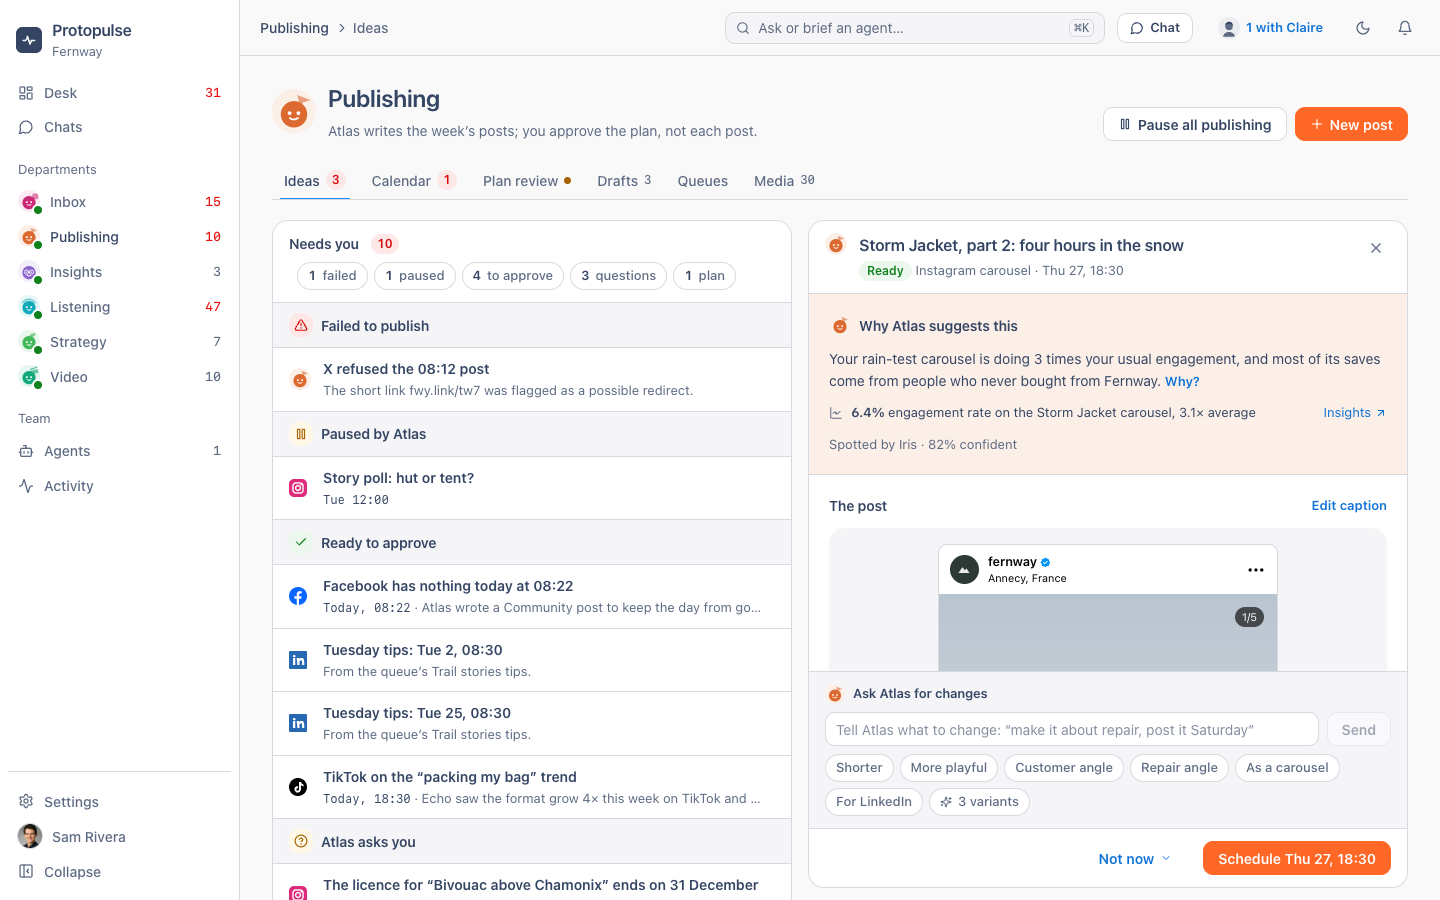 Protopulse
Fernway
Desk 31
Chats
Departments
Inbox 15
Publishing 10
Insights 3
Listening 47
Strategy 7
Video 10
Team
Agents 1
Activity
Settings
Sam Rivera
Collapse
Publishing > Ideas
Ask or brief an agent… ⌘K
Chat
1 with Claire
Publishing
Atlas writes the week’s posts; you approve the plan, not each post.
Pause all publishing
+ New post
Ideas 3
Calendar 1
Plan review
Drafts 3
Queues
Media 30
Needs you 10
1 failed
1 paused
4 to approve
3 questions
1 plan
Failed to publish
X refused the 08:12 post
The short link fwy.link/tw7 was flagged as a possible redirect.
Paused by Atlas
Story poll: hut or tent?
Tue 12:00
Ready to approve
Facebook has nothing today at 08:22
Today, 08:22 · Atlas wrote a Community post to keep the day from go…
Tuesday tips: Tue 2, 08:30
From the queue’s Trail stories tips.
Tuesday tips: Tue 25, 08:30
From the queue’s Trail stories tips.
TikTok on the “packing my bag” trend
Today, 18:30 · Echo saw the format grow 4× this week on TikTok and …
Atlas asks you
The licence for “Bivouac above Chamonix” ends on 31 December
Storm Jacket, part 2: four hours in the snow
Ready Instagram carousel · Thu 27, 18:30
Why Atlas suggests this
Your rain-test carousel is doing 3 times your usual engagement, and most of its saves
come from people who never bought from Fernway. Why?
6.4% engagement rate on the Storm Jacket carousel, 3.1× average
Insights ↗
Spotted by Iris · 82% confident
The post
Edit caption
fernway
Annecy, France
1/5
Ask Atlas for changes
Tell Atlas what to change: “make it about repair, post it Saturday”
Send
Shorter
More playful
Customer angle
Repair angle
As a carousel
For LinkedIn
3 variants
Not now
Schedule Thu 27, 18:30